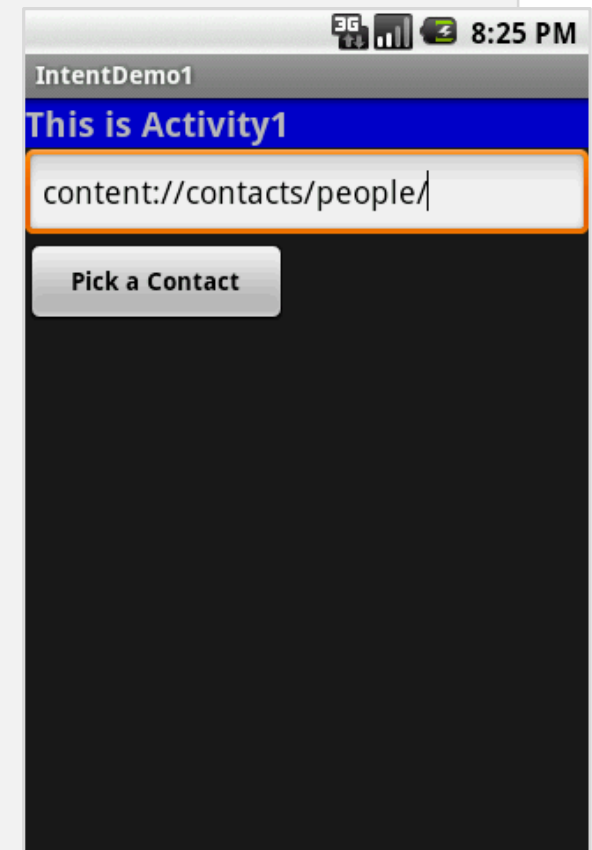 3G 8:25 PM
IntentDemo1
This is Activity1
content://contacts/people/
Pick a Contact